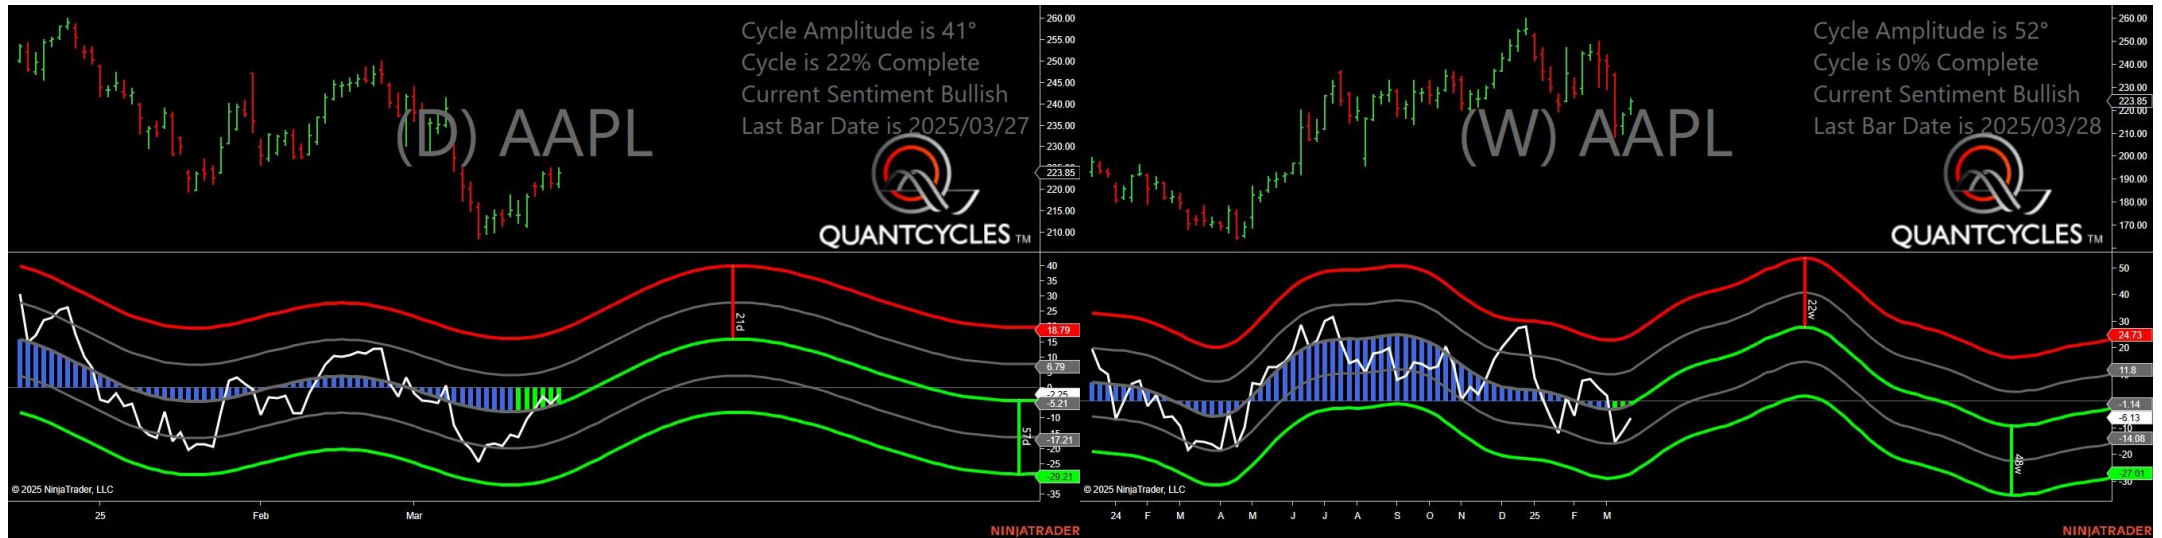 Cycle Amplitude is 41°
Cycle is 22% Complete
Current Sentiment Bullish
Last Bar Date is 2025/03/27
(D) AAPL
QUANTCYCLES TM
260.00
255.00
250.00
245.00
240.00
235.00
230.00
223.85
220.00
215.00
210.00
40
35
30
25
18.79
15
10
6.79
-2.25
-5.21
-10
-17.21
-20
-25
-29.21
-35
21d
57d
© 2025 NinjaTrader, LLC
25
Feb
Mar
NINJATRADER
Cycle Amplitude is 52°
Cycle is 0% Complete
Current Sentiment Bullish
Last Bar Date is 2025/03/28
(W) AAPL
QUANTCYCLES TM
260.00
250.00
240.00
230.00
223.85
210.00
200.00
190.00
180.00
170.00
50
40
30
24.73
20
11.8
-1.14
-6.13
-10
-14.08
-20
-27.01
-30
22w
48w
© 2025 NinjaTrader, LLC
24 F M A M J J A S O N D 25 F M
NINJATRADER